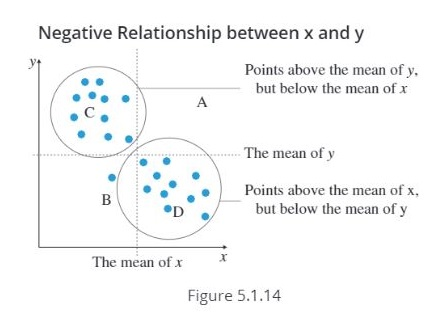 Negative Relationship between x and y
y
Points above the mean of y,
but below the mean of x
A
C
The mean of y
Points above the mean of x,
but below the mean of y
B
D
The mean of x
x
Figure 5.1.14